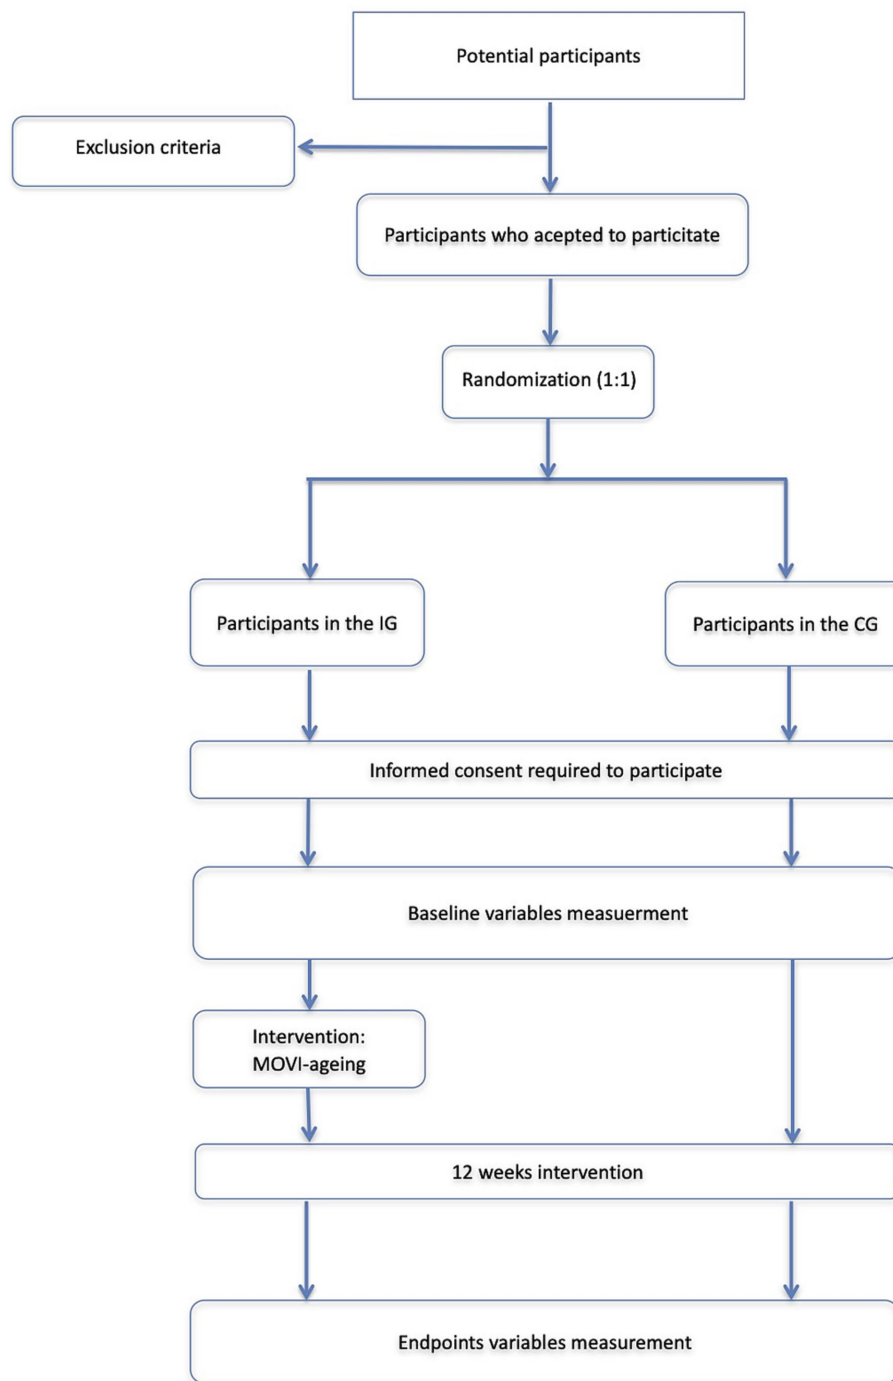 Potential participants
Exclusion criteria
Participants who acepted to particitate
Randomization (1:1)
Participants in the IG
Participants in the CG
Informed consent required to participate
Baseline variables measuerment
Intervention:
MOVI-ageing
12 weeks intervention
Endpoints variables measurement